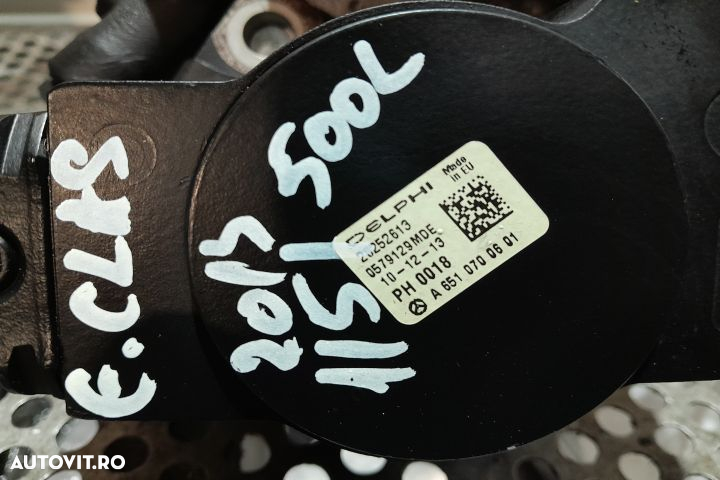 E.CLAS
2013
1151
500L
DELPHI
Made
in EU
28252613
0579129MDE
10-12-13
PH 0018
A 651 070 06 01
AUTOVIT.RO